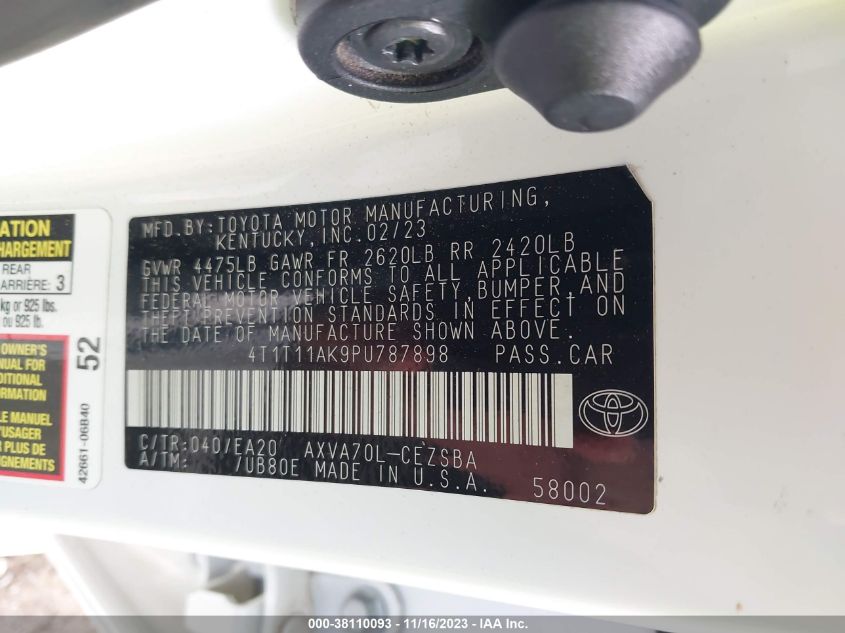 MFD.BY:TOYOTA MOTOR MANUFACTURING,
KENTUCKY,INC.02/23
GVWR 4475LB GAWR FR 2620LB RR 2420LB
THIS VEHICLE CONFORMS TO ALL APPLICABLE
FEDERAL MOTOR VEHICLE SAFETY,BUMPER,AND
THEFT PREVENTION STANDARDS IN EFFECT ON
THE DATE OF MANUFACTURE SHOWN ABOVE.
4T1T11AK9PU787898 PASS.CAR
C/TR:040/EA20 AXVA70L-CEZSBA
A/TM: /UB80E MADE IN U.S.A. 58002
ATION
CHARGEMENT
REAR
ARRIÈRE: 3
kg or 925 lbs.
ou 925 lb.
OWNER'S
NUAL FOR
DITIONAL
FORMATION
LE MANUEL
'USAGER
R PLUS DE
52
42661-06B40
000-38110093 - 11/16/2023 - IAA Inc.